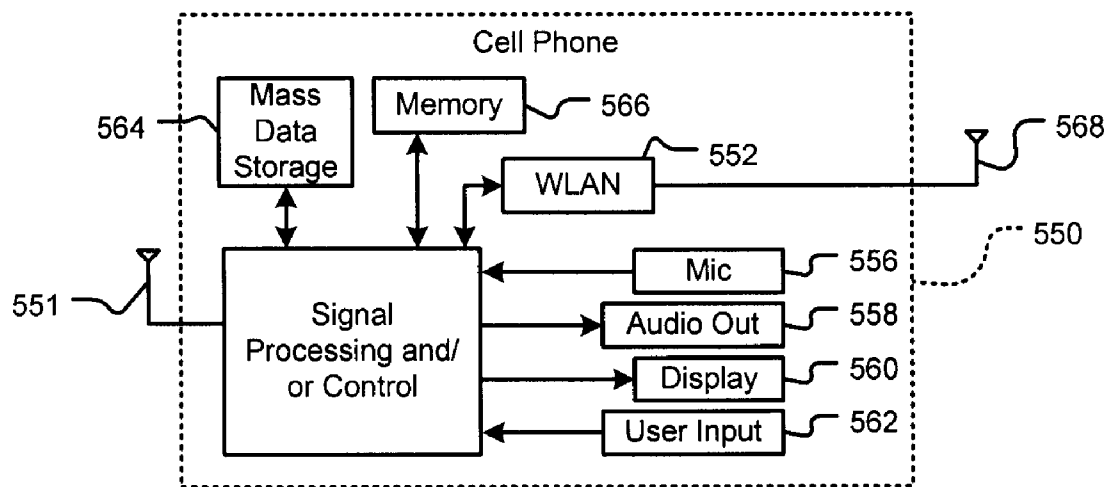 Cell Phone
Mass
Data
Storage
564
Memory
566
552
WLAN
568
550
551
Signal
Processing and/
or Control
Mic
556
Audio Out
558
Display
560
User Input
562